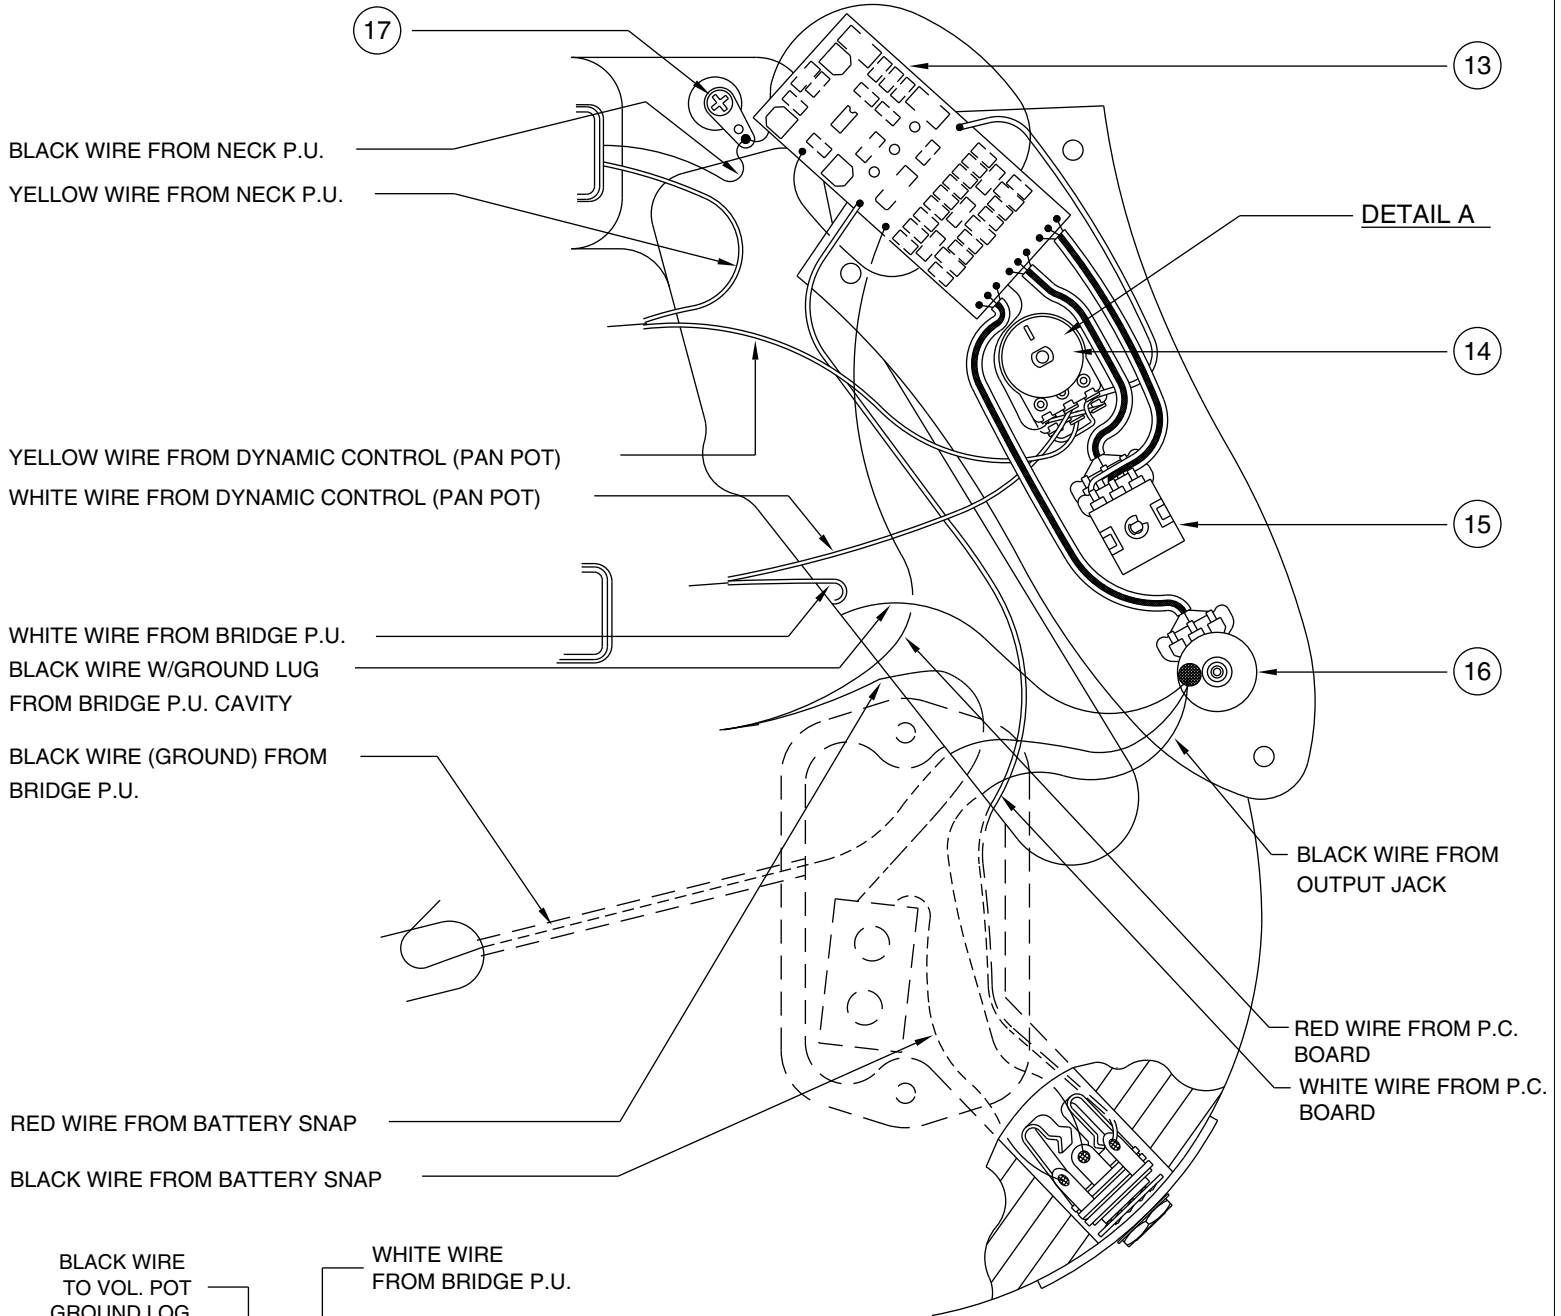 17
13
BLACK WIRE FROM NECK P.U.
YELLOW WIRE FROM NECK P.U.
DETAIL A
14
YELLOW WIRE FROM DYNAMIC CONTROL (PAN POT)
WHITE WIRE FROM DYNAMIC CONTROL (PAN POT)
15
WHITE WIRE FROM BRIDGE P.U.
BLACK WIRE W/GROUND LUG
FROM BRIDGE P.U. CAVITY
16
BLACK WIRE (GROUND) FROM
BRIDGE P.U.
BLACK WIRE FROM
OUTPUT JACK
RED WIRE FROM P.C.
BOARD
WHITE WIRE FROM P.C.
BOARD
RED WIRE FROM BATTERY SNAP
BLACK WIRE FROM BATTERY SNAP
BLACK WIRE
TO VOL. POT
GROUND LOG
WHITE WIRE
FROM BRIDGE P.U.